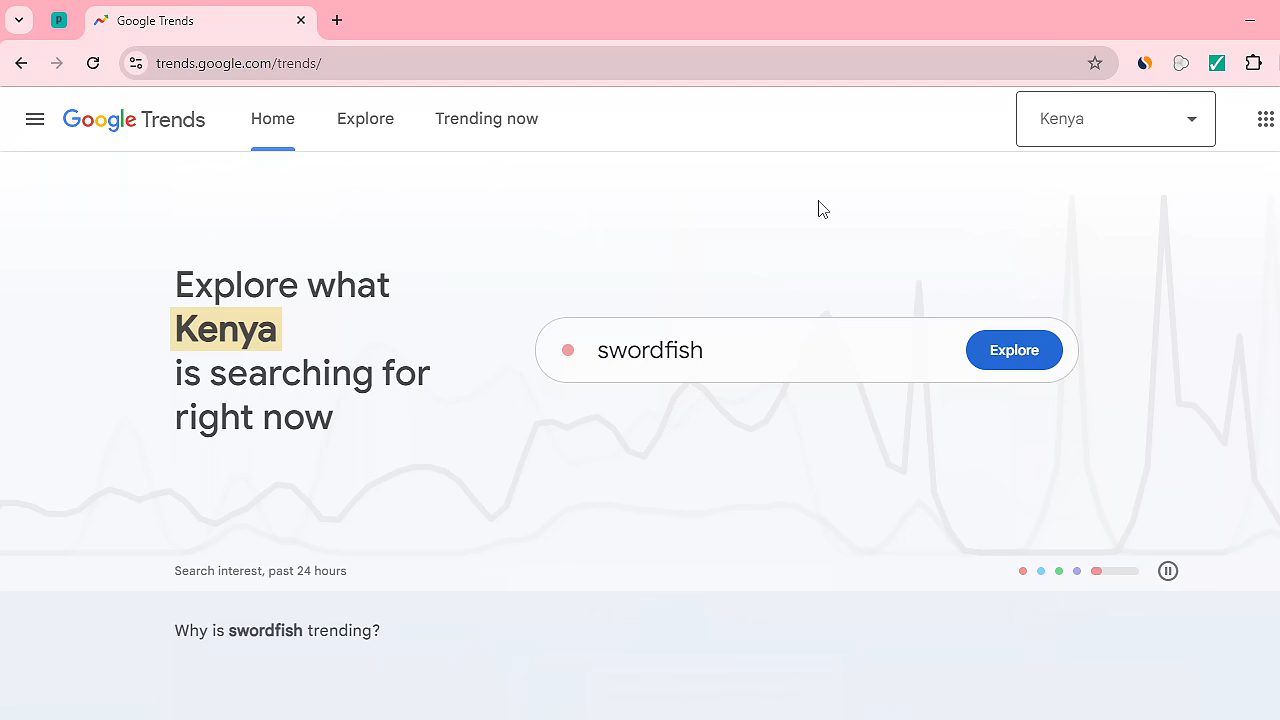 Google Trends
trends.google.com/trends/
Google Trends
Home
Explore
Trending now
Kenya
Explore what
Kenya
is searching for
right now
swordfish
Explore
Search interest, past 24 hours
Why is swordfish trending?